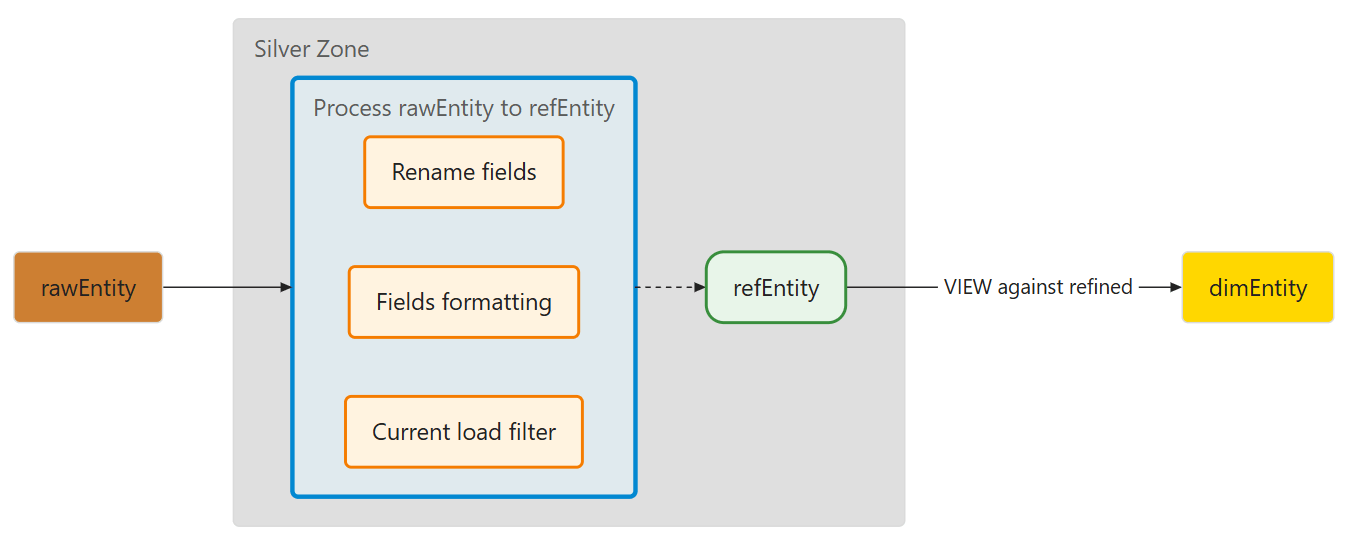 Silver Zone
Process rawEntity to refEntity
Rename fields
Fields formatting
Current load filter
rawEntity
refEntity
VIEW against refined
dimEntity